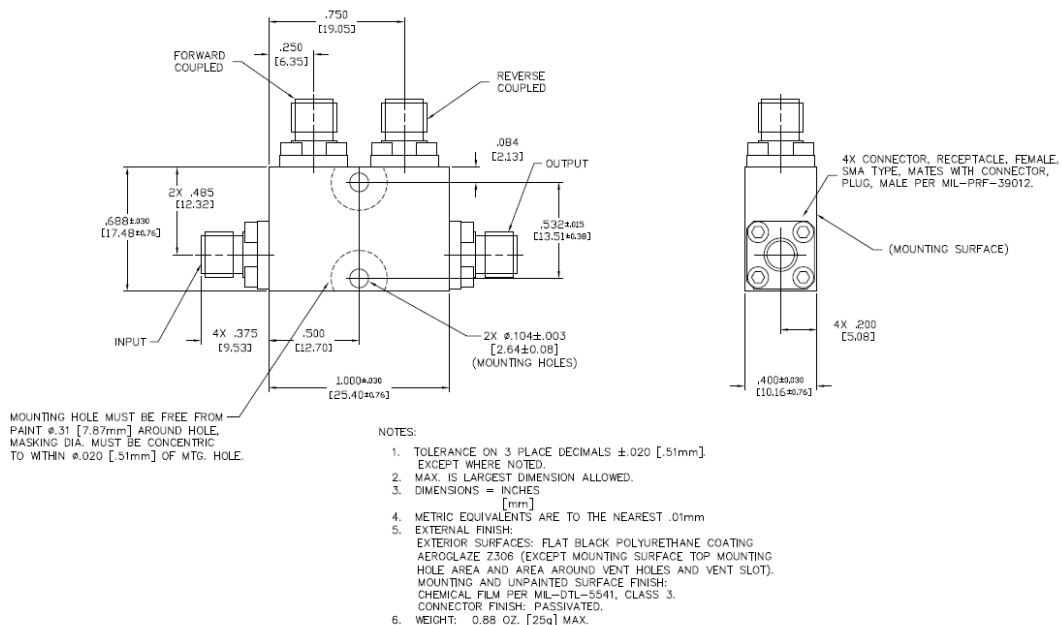 .750
[19.05]
.250
[6.35]
FORWARD
COUPLED
REVERSE
COUPLED
.084
[2.13]
OUTPUT
4X CONNECTOR, RECEPTACLE, FEMALE,
SMA TYPE, MATES WITH CONNECTOR,
PLUG, MALE PER MIL-PRF-39012.
2X .485
[12.32]
.688±.030
[17.48±0.76]
.532±.015
[13.51±0.38]
(MOUNTING SURFACE)
INPUT
4X .375
[9.53]
.500
[12.70]
2X ø.104±.003
[2.64±0.08]
(MOUNTING HOLES)
4X .200
[5.08]
1.000±.030
[25.40±0.76]
.400±0.030
[10.16±0.76]
MOUNTING HOLE MUST BE FREE FROM
PAINT ø.31 [7.87mm] AROUND HOLE,
MASKING DIA. MUST BE CONCENTRIC
TO WITHIN ø.020 [.51mm] OF MTG. HOLE.
NOTES:
1. TOLERANCE ON 3 PLACE DECIMALS ±.020 [.51mm].
EXCEPT WHERE NOTED.
2. MAX. IS LARGEST DIMENSION ALLOWED.
3. DIMENSIONS = INCHES
[mm]
4. METRIC EQUIVALENTS ARE TO THE NEAREST .01mm
5. EXTERNAL FINISH:
EXTERIOR SURFACES: FLAT BLACK POLYURETHANE COATING
AEROGLAZE Z306 (EXCEPT MOUNTING SURFACE TOP MOUNTING
HOLE AREA AND AREA AROUND VENT HOLES AND VENT SLOT).
MOUNTING AND UNPAINTED SURFACE FINISH:
CHEMICAL FILM PER MIL-DTL-5541, CLASS 3.
CONNECTOR FINISH: PASSIVATED.
6. WEIGHT: 0.88 OZ. [25g] MAX.